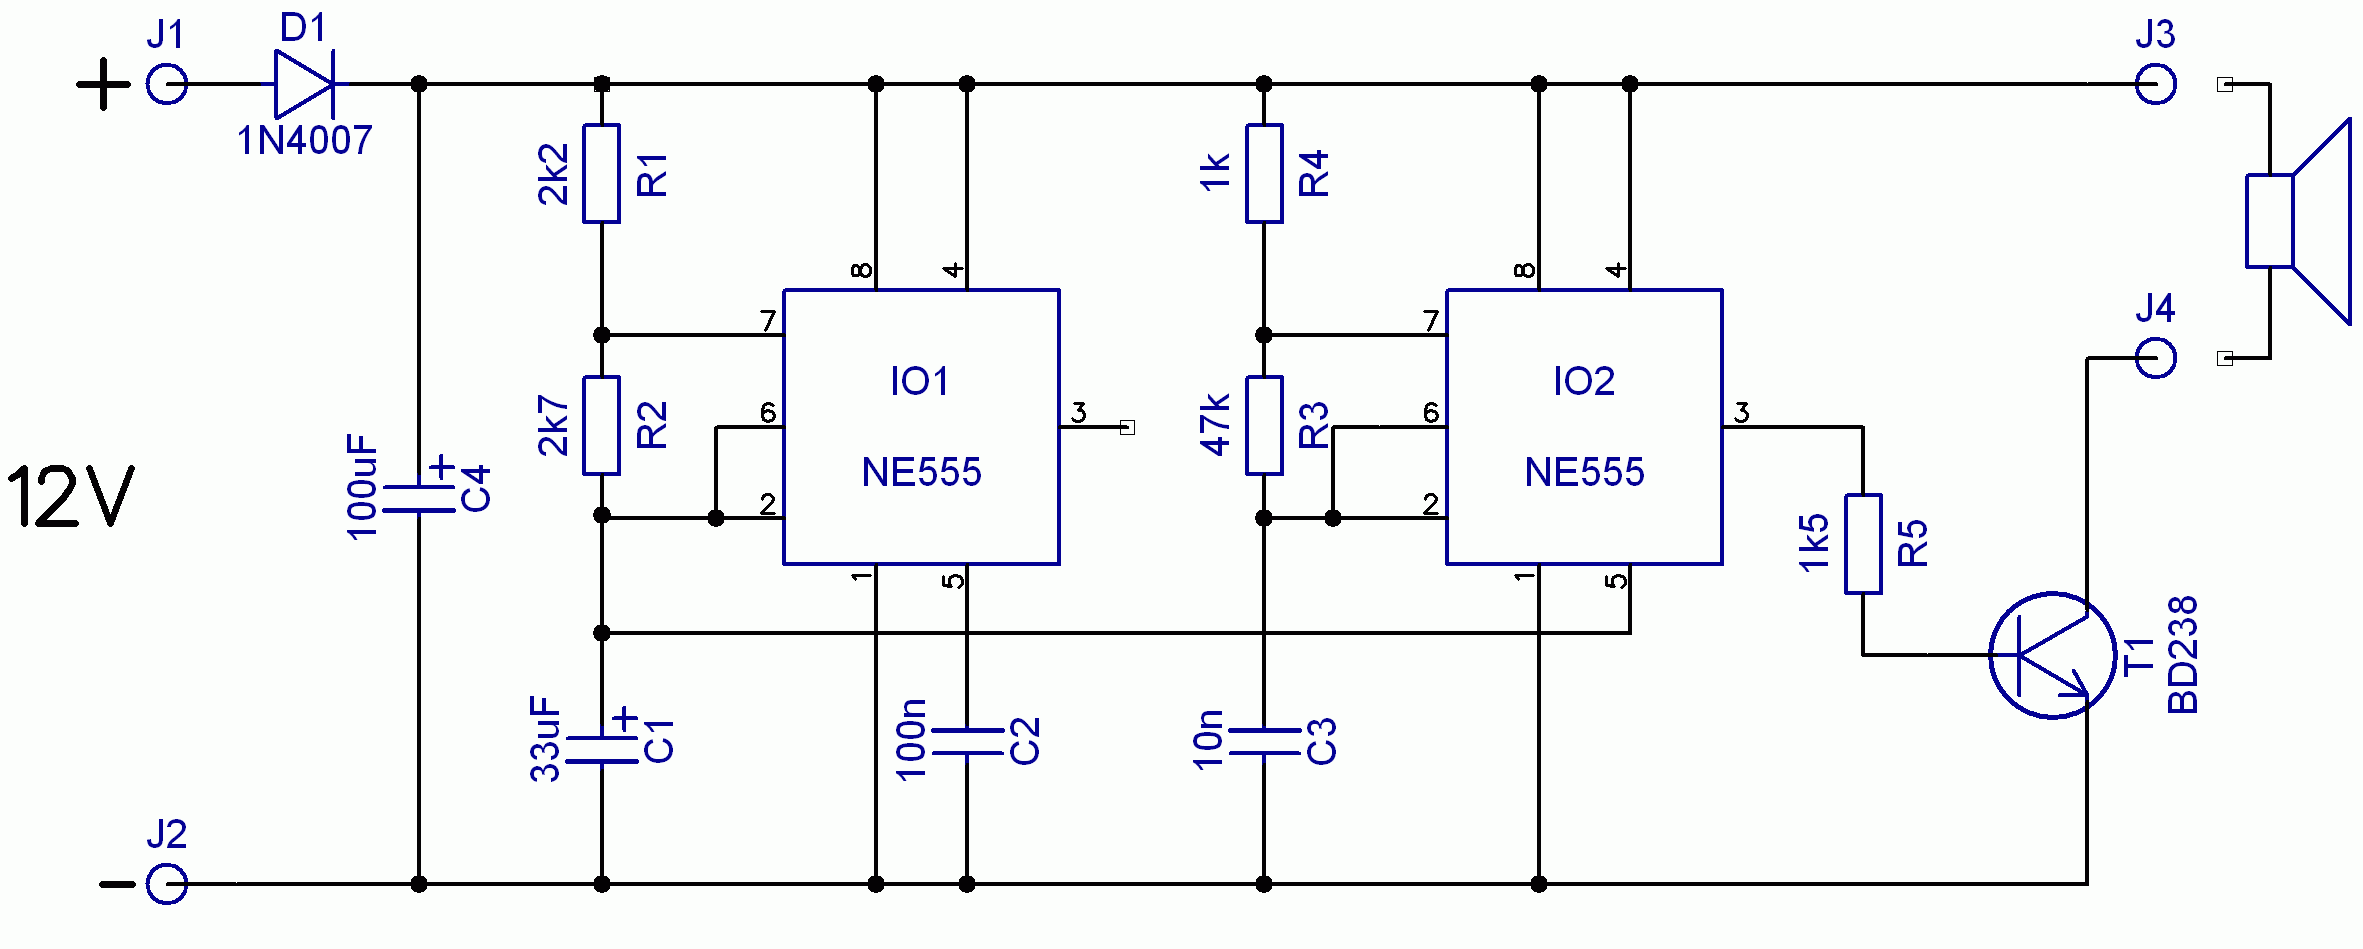 J1
D1
J3
+
1N4007
2k2
R1
1k
R4
8
4
8
4
J4
7
7
IO1
IO2
2k7
R2
6
3
47k
R3
6
3
12V
100uF
+
C4
NE555
NE555
2
2
1k5
R5
1
5
1
5
T1
BD238
33uF
+
C1
100n
C2
10n
C3
J2
-